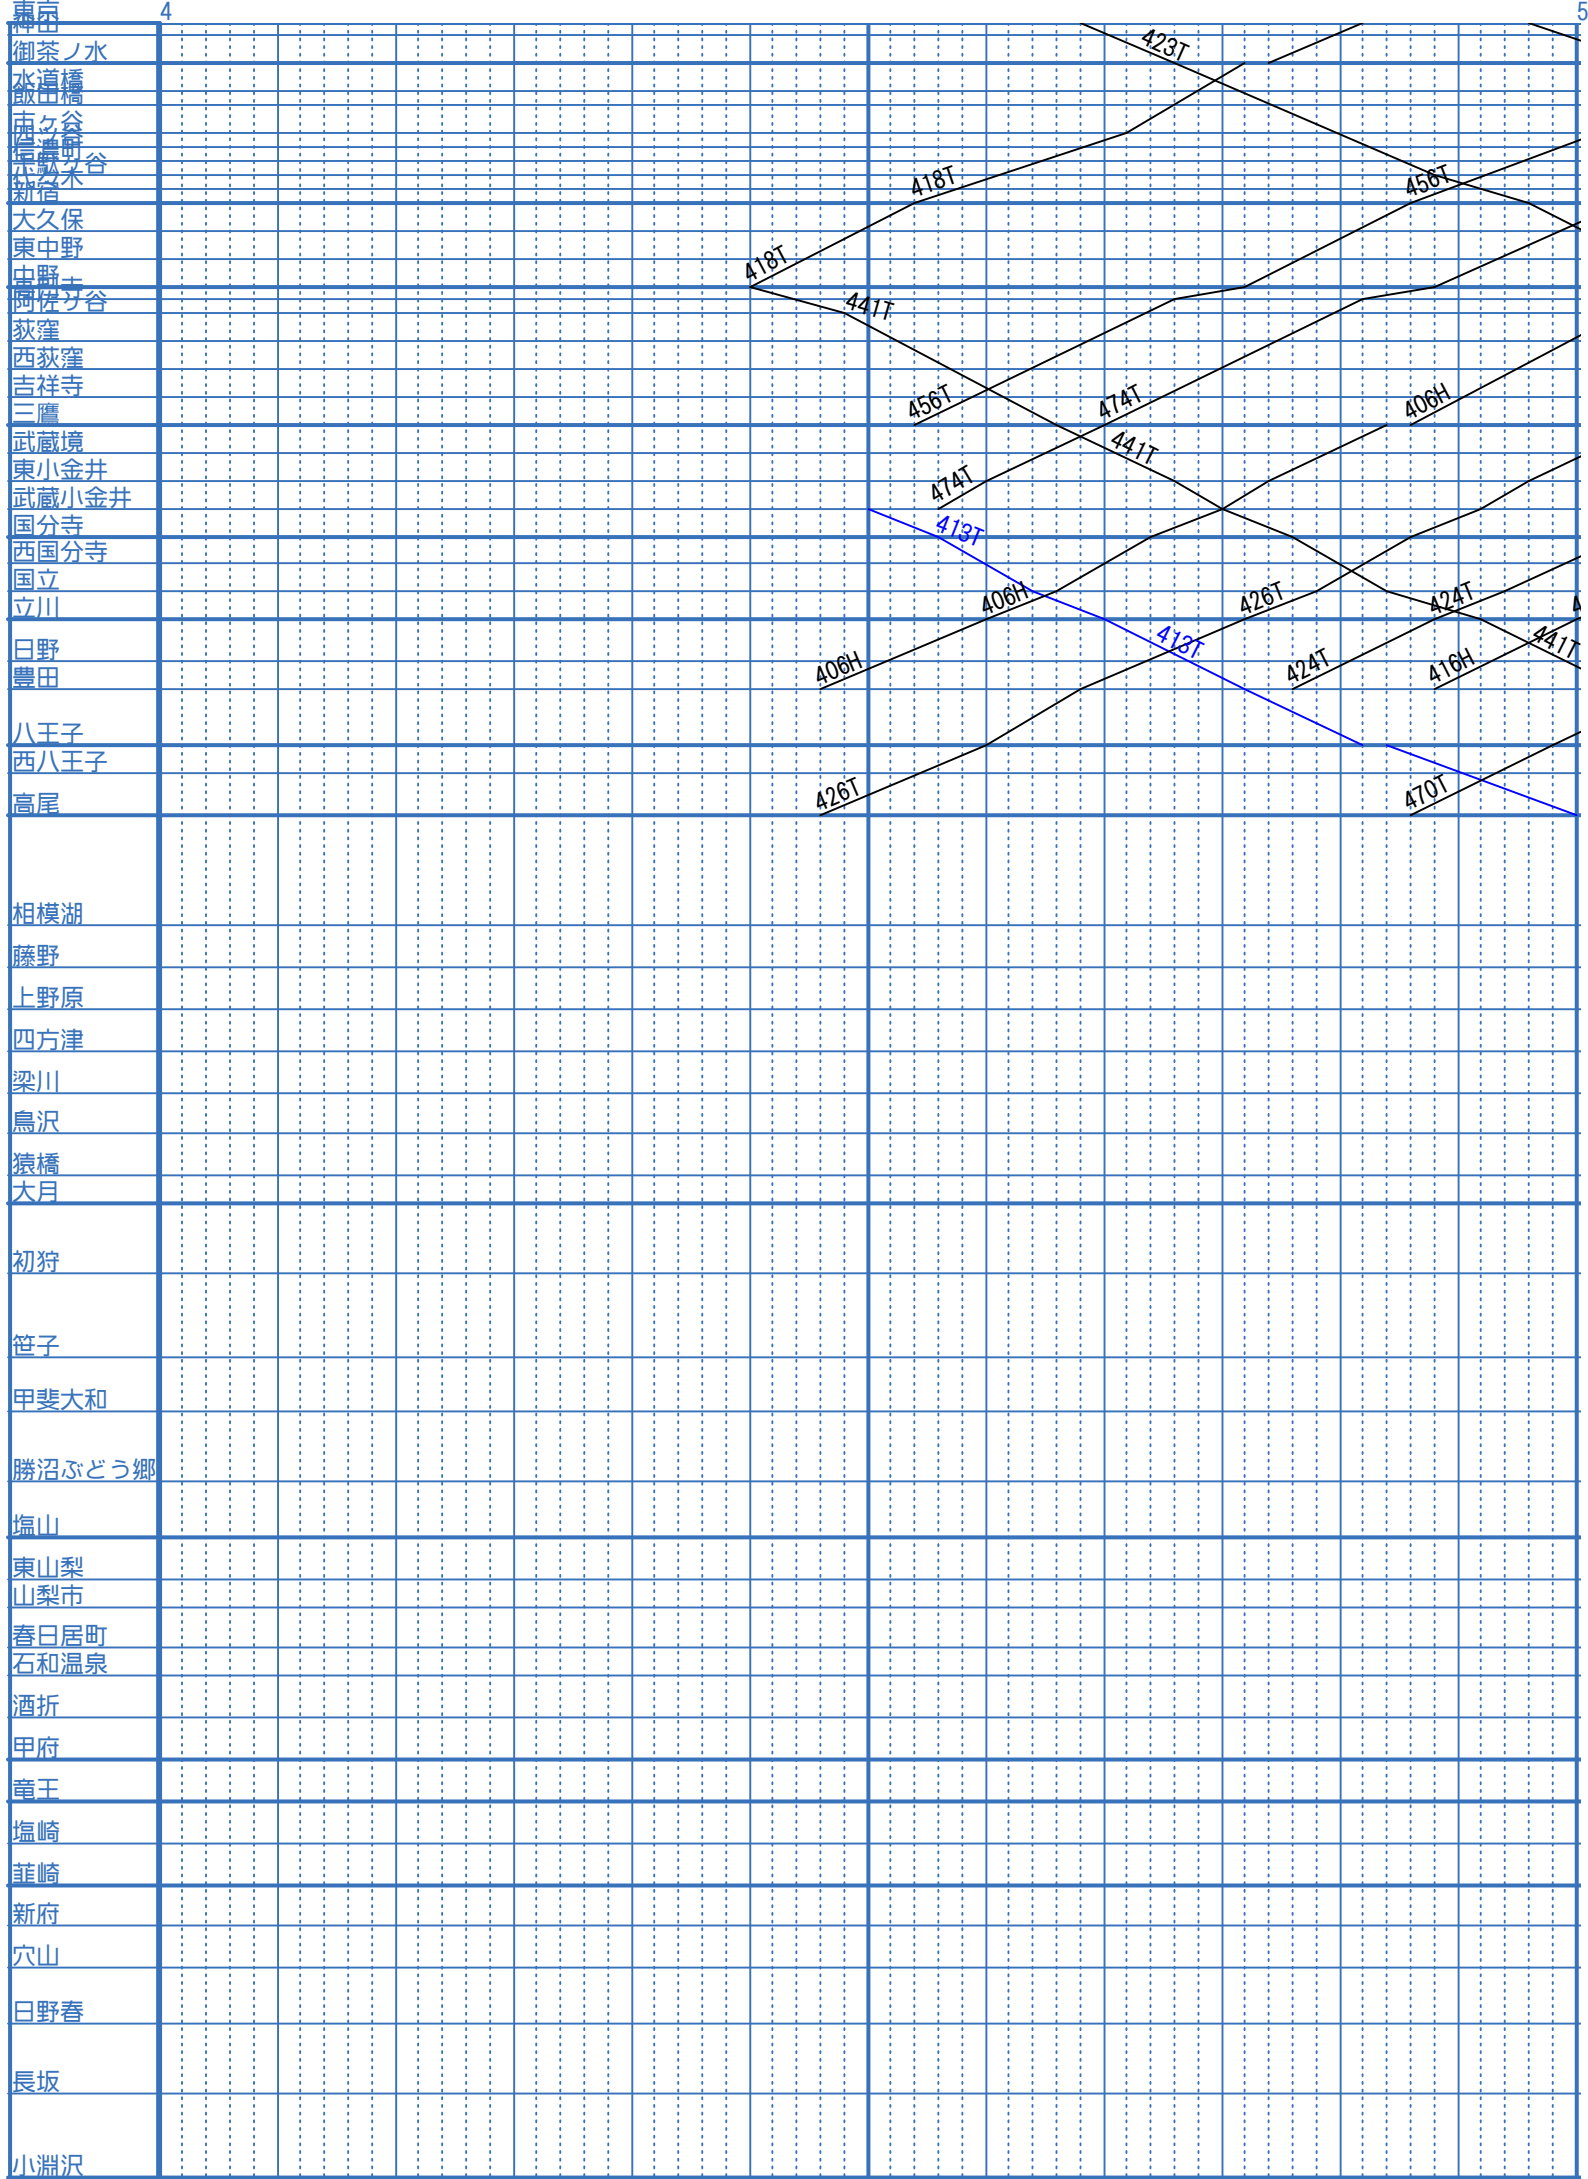 東京
4
5
神田
御茶ノ水
水道橋
飯田橋
市ヶ谷
四ツ谷
信濃町
千駄ヶ谷
代々木
新宿
大久保
東中野
中野
高円寺
阿佐ヶ谷
荻窪
西荻窪
吉祥寺
三鷹
武蔵境
東小金井
武蔵小金井
国分寺
西国分寺
国立
立川
日野
豊田
八王子
西八王子
高尾
相模湖
藤野
上野原
四方津
梁川
鳥沢
猿橋
大月
初狩
笹子
甲斐大和
勝沼ぶどう郷
塩山
東山梨
山梨市
春日居町
石和温泉
酒折
甲府
竜王
塩崎
韮崎
新府
穴山
日野春
長坂
小淵沢
423T
418T
456T
418T
441T
456T
474T
406H
441T
474T
413T
406H
426T
424T
4
413T
441T
406H
424T
416H
426T
470T